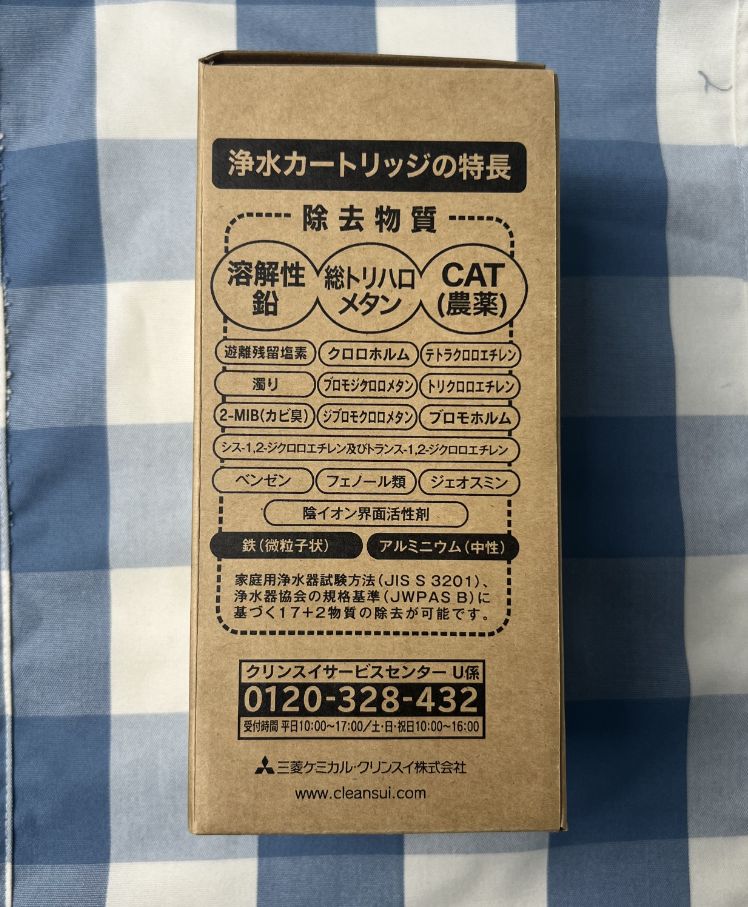 浄水カートリッジの特長
除去物質
溶解性
鉛
総トリハロ
メタン
CAT
(農薬)
遊離残留塩素
クロロホルム
テトラクロロエチレン
濁り
ブロモジクロロメタン
トリクロロエチレン
2-MIB(カビ臭)
ジブロモクロロメタン
ブロモホルム
シス-1,2-ジクロロエチレン及びトランス-1,2-ジクロロエチレン
ベンゼン
フェノール類
ジェオスミン
陰イオン界面活性剤
鉄(微粒子状)
アルミニウム(中性)
家庭用浄水器試験方法(JIS S 3201)、
浄水器協会の規格基準(JWPAS B)に
基づく17+2物質の除去が可能です。
クリンスイサービスセンター U係
0120-328-432
受付時間 平日10:00〜17:00/土・日・祝日10:00〜16:00
三菱ケミカル・クリンスイ株式会社
www.cleansui.com